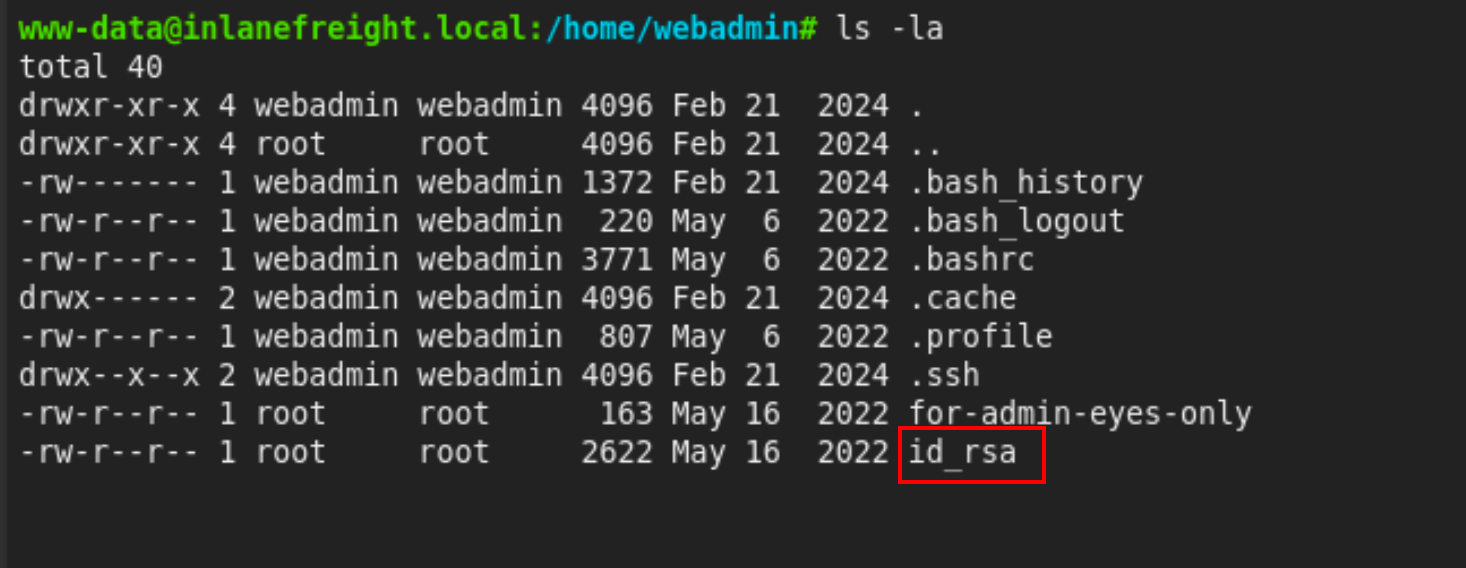 www-data@inlanefreight.local:/home/webadmin# ls -la
total 40
drwxr-xr-x 4 webadmin webadmin 4096 Feb 21  2024 .
drwxr-xr-x 4 root     root     4096 Feb 21  2024 ..
-rw------- 1 webadmin webadmin 1372 Feb 21  2024 .bash_history
-rw-r--r-- 1 webadmin webadmin  220 May  6  2022 .bash_logout
-rw-r--r-- 1 webadmin webadmin 3771 May  6  2022 .bashrc
drwx------ 2 webadmin webadmin 4096 Feb 21  2024 .cache
-rw-r--r-- 1 webadmin webadmin  807 May  6  2022 .profile
drwx--x--x 2 webadmin webadmin 4096 Feb 21  2024 .ssh
-rw-r--r-- 1 root     root      163 May 16  2022 for-admin-eyes-only
-rw-r--r-- 1 root     root     2622 May 16  2022 id_rsa